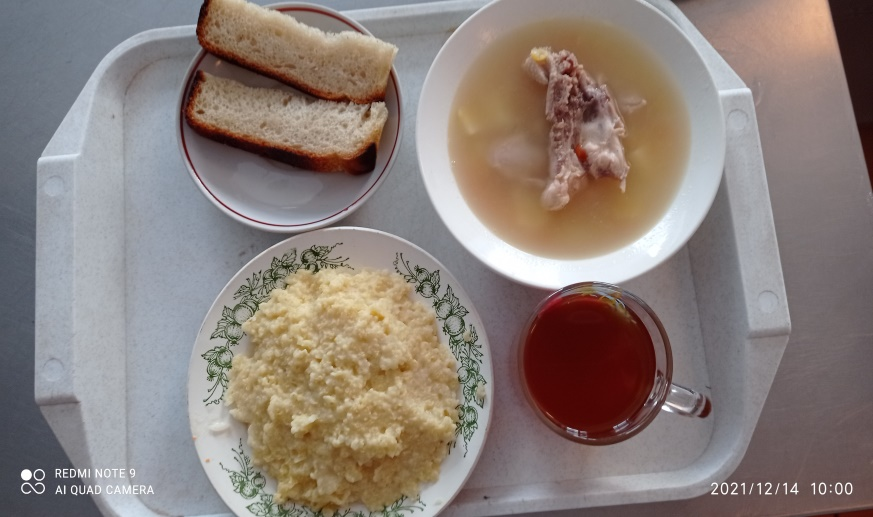 REDMI NOTE 9
AI QUAD CAMERA
2021/12/14 10:00